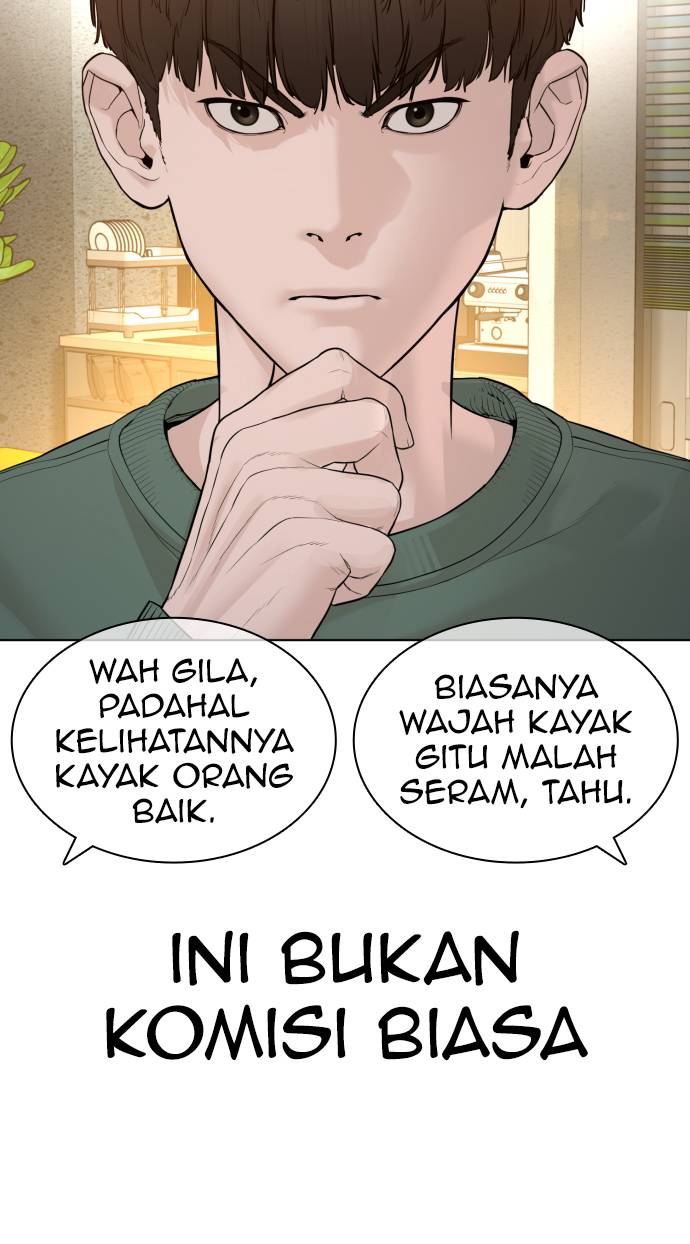 WAH GILA,
PADAHAL
KELIHATANNYA
KAYAK ORANG
BAIK.
BIASANYA
WAJAH KAYAK
GITU MALAH
SERAM, TAHU.
INI BUKAN
KOMISI BIASA